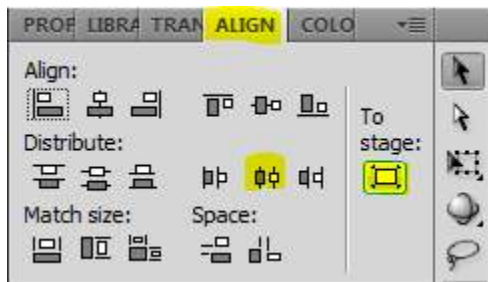 PROF LIBRA TRAN ALIGN COLO
Align:
To stage:
Distribute:
Match size: Space: